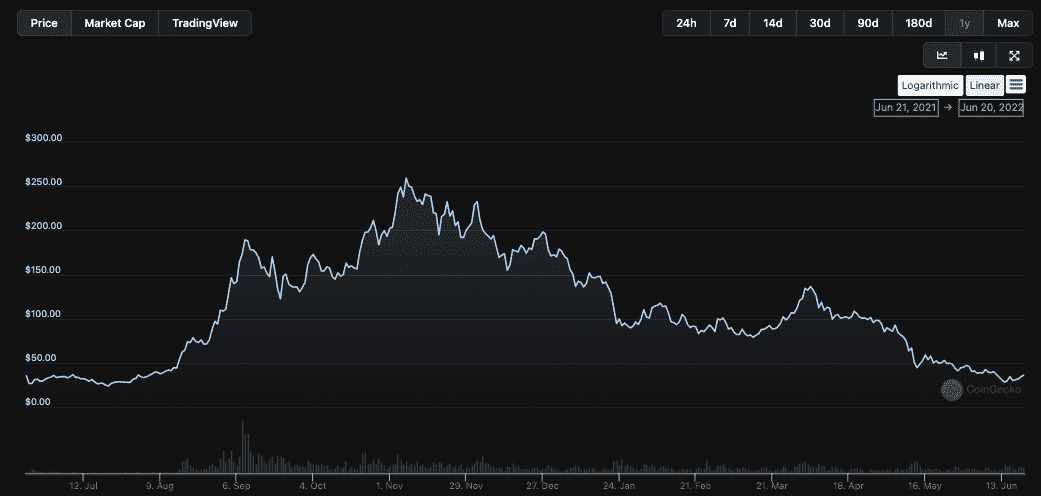 Price Market Cap TradingView 24h 7d 14d 30d 90d 180d 1y Max
Logarithmic Linear
Jun 21, 2021 → Jun 20, 2022
$300.00
$250.00
$200.00
$150.00
$100.00
$50.00
$0.00
CoinGecko
12. Jul 9. Aug 6. Sep 4. Oct 1. Nov 29. Nov 27. Dec 24. Jan 21. Feb 21. Mar 18. Apr 16. May 13. Jun